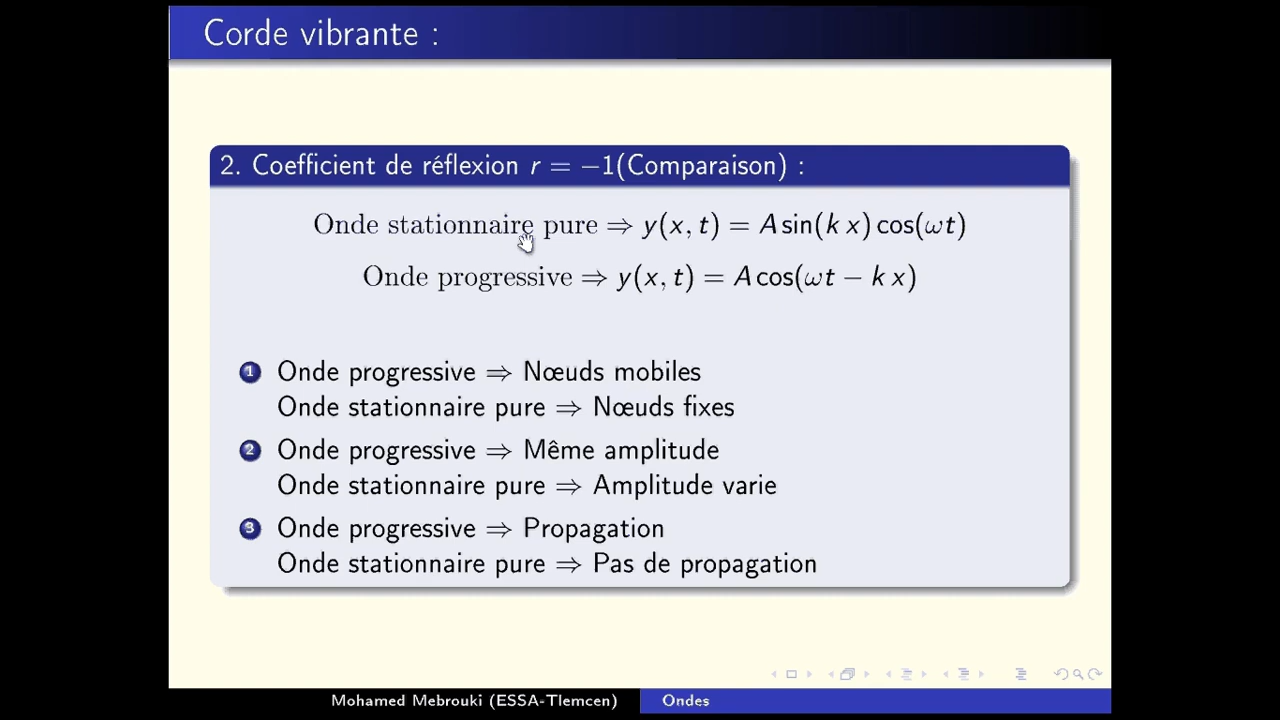 Corde vibrante :
2. Coefficient de réflexion r = −1(Comparaison) :
Onde stationnaire pure ⇒ y(x, t) = A sin(k x) cos(ωt)
Onde progressive ⇒ y(x, t) = A cos(ωt − k x)
1 Onde progressive ⇒ Nœuds mobiles
Onde stationnaire pure ⇒ Nœuds fixes
2 Onde progressive ⇒ Même amplitude
Onde stationnaire pure ⇒ Amplitude varie
3 Onde progressive ⇒ Propagation
Onde stationnaire pure ⇒ Pas de propagation
Mohamed Mebrouki (ESSA-Tlemcen) Ondes